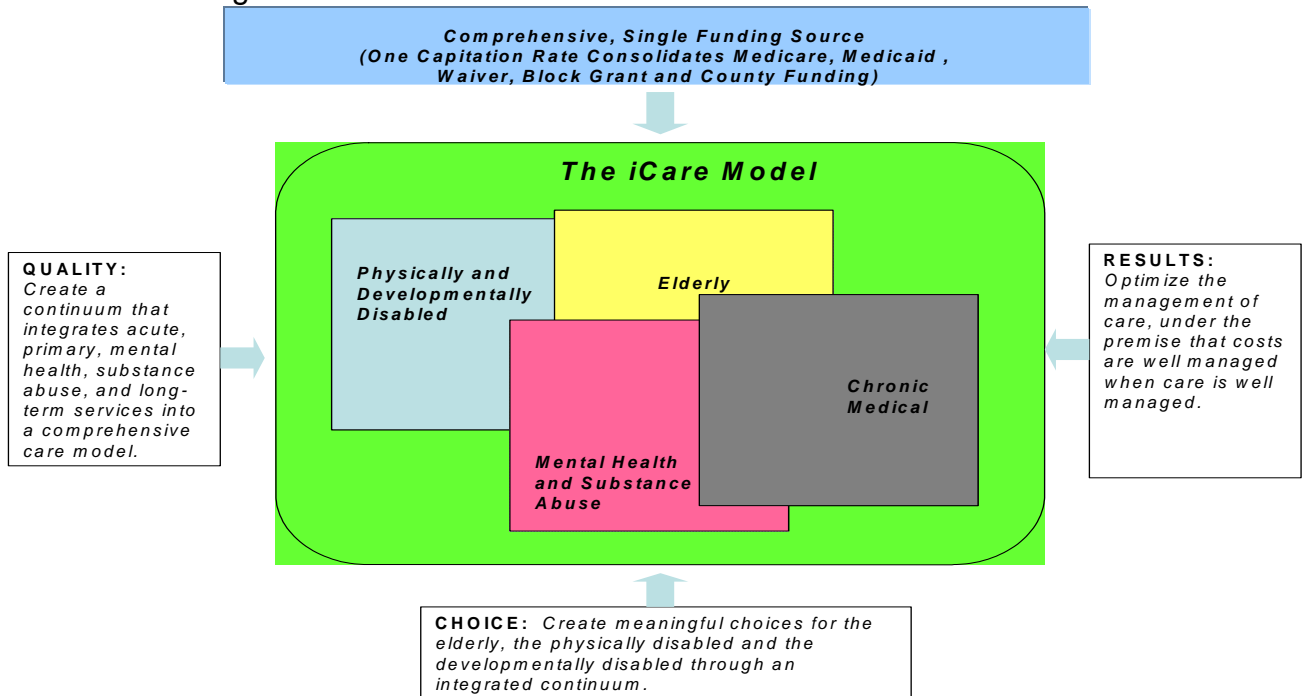 Comprehensive, Single Funding Source
(One Capitation Rate Consolidates Medicare, Medicaid ,
Waiver, Block Grant and County Funding)
The iCare Model
QUALITY:
Create a
continuum that
integrates acute,
primary, mental
health, substance
abuse, and long-
term services into
a comprehensive
care model.
Physically and
Developmentally
Disabled
Elderly
Mental Health
and Substance
Abuse
Chronic
Medical
RESULTS:
Optimize the
management of
care, under the
premise that costs
are well managed
when care is well
managed.
CHOICE: Create meaningful choices for the
elderly, the physically disabled and the
developmentally disabled through an
integrated continuum.